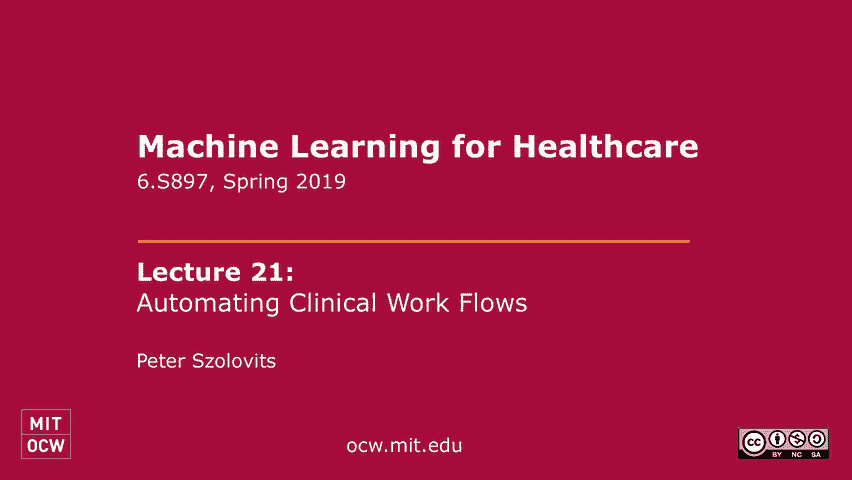 Machine Learning for Healthcare
6.S897, Spring 2019
Lecture 21:
Automating Clinical Work Flows
Peter Szolovits
MIT
OCW
ocw.mit.edu
cc
BY NC SA